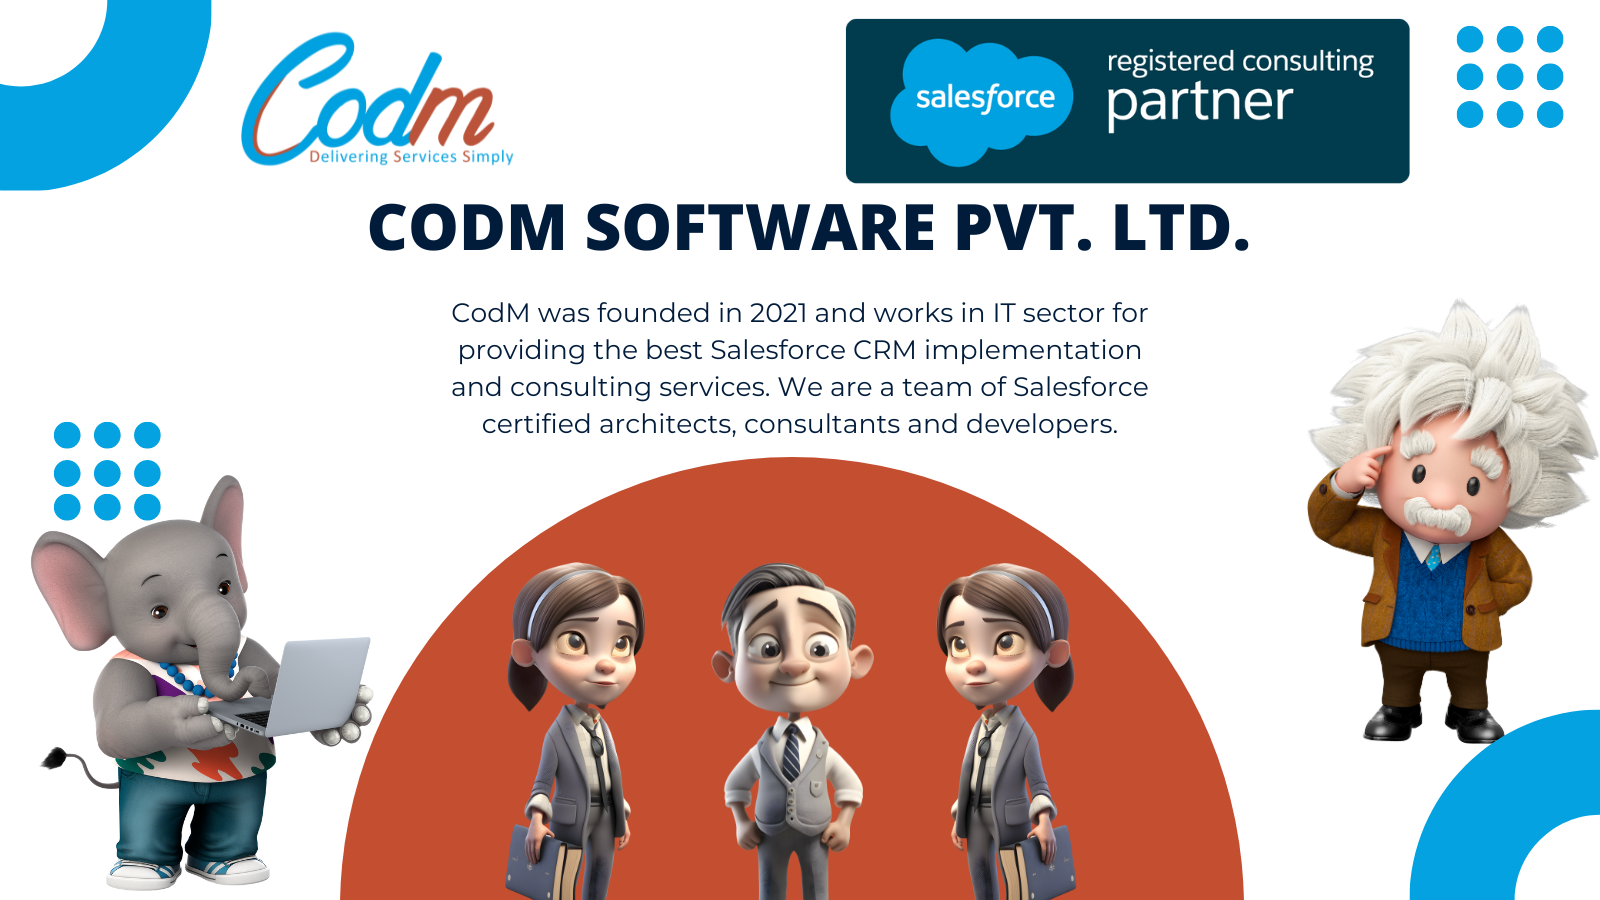 Codm
Delivering Services Simply
salesforce
registered consulting
partner
CODM SOFTWARE PVT. LTD.
CodM was founded in 2021 and works in IT sector for
providing the best Salesforce CRM implementation
and consulting services. We are a team of Salesforce
certified architects, consultants and developers.